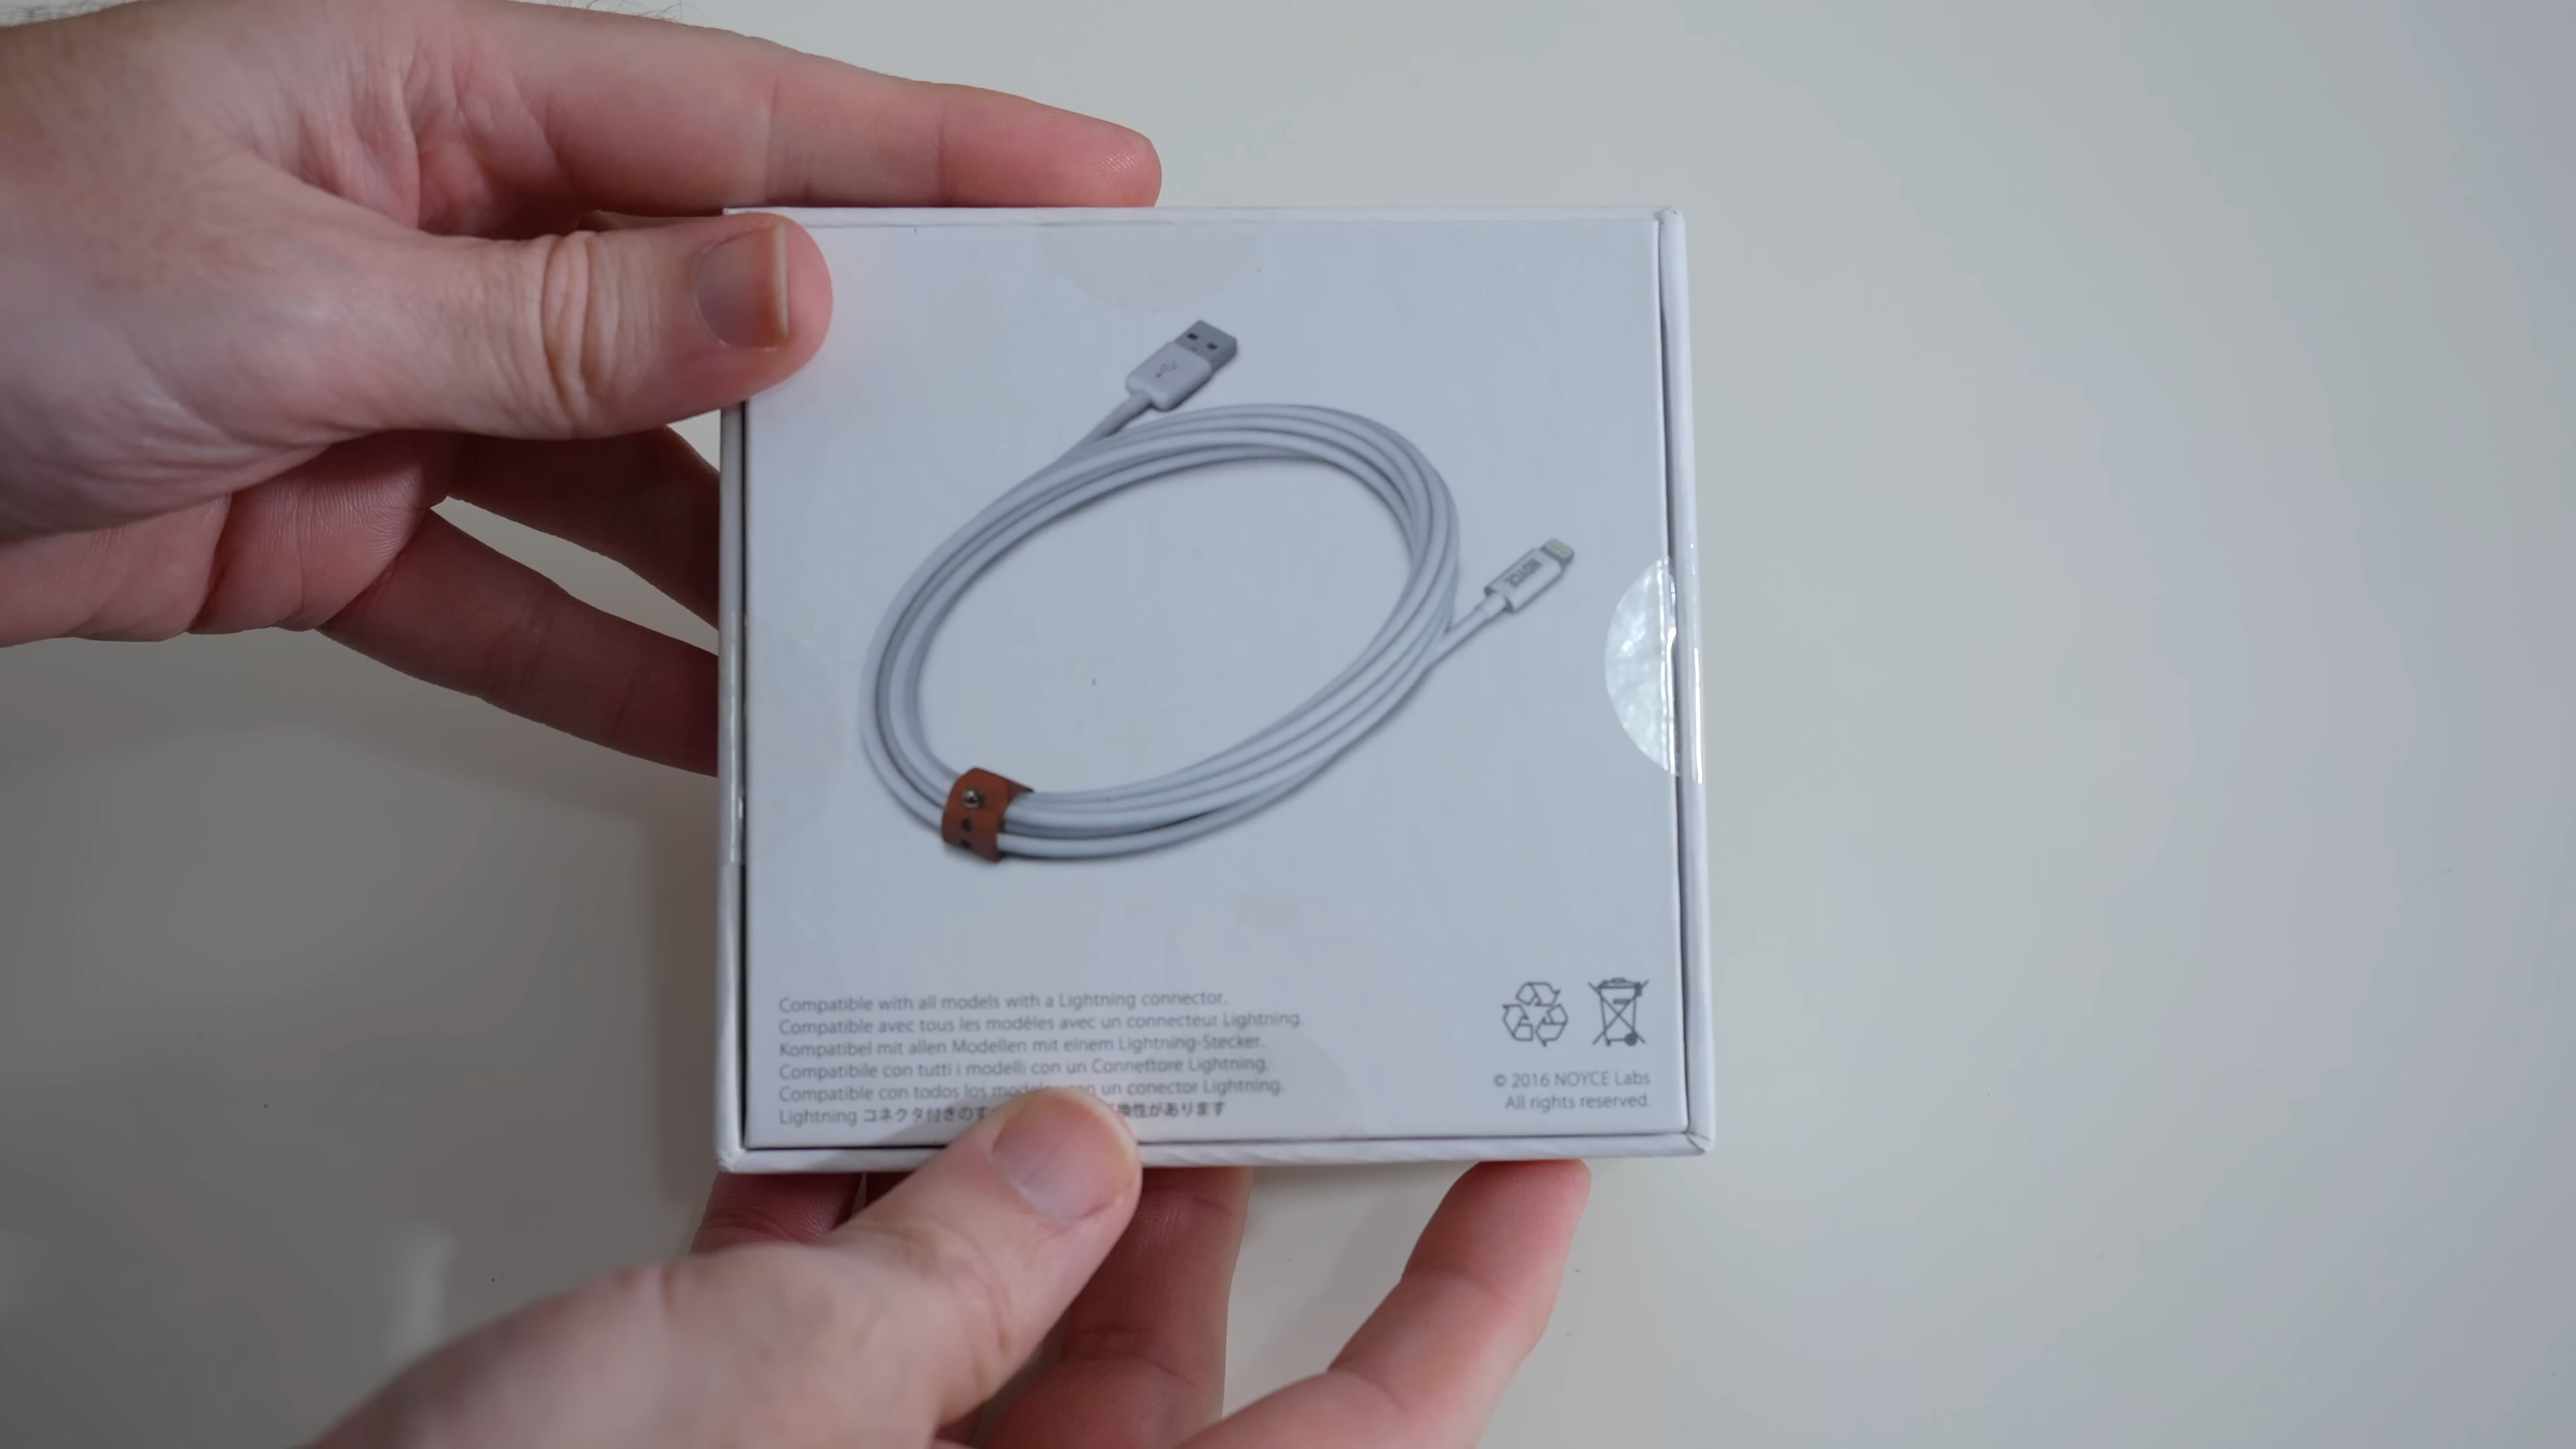 NOYCE
Compatible with all models with a Lightning connector.
Compatible avec tous les modèles avec un connecteur Lightning.
Kompatibel mit allen Modellen mit einem Lightning-Stecker.
Compatibile con tutti i modelli con un Connettore Lightning.
Compatible con todos los un conector Lightning.
Lightning コネクタ付きのす 換性があります
© 2016 NOYCE Labs
All rights reserved.